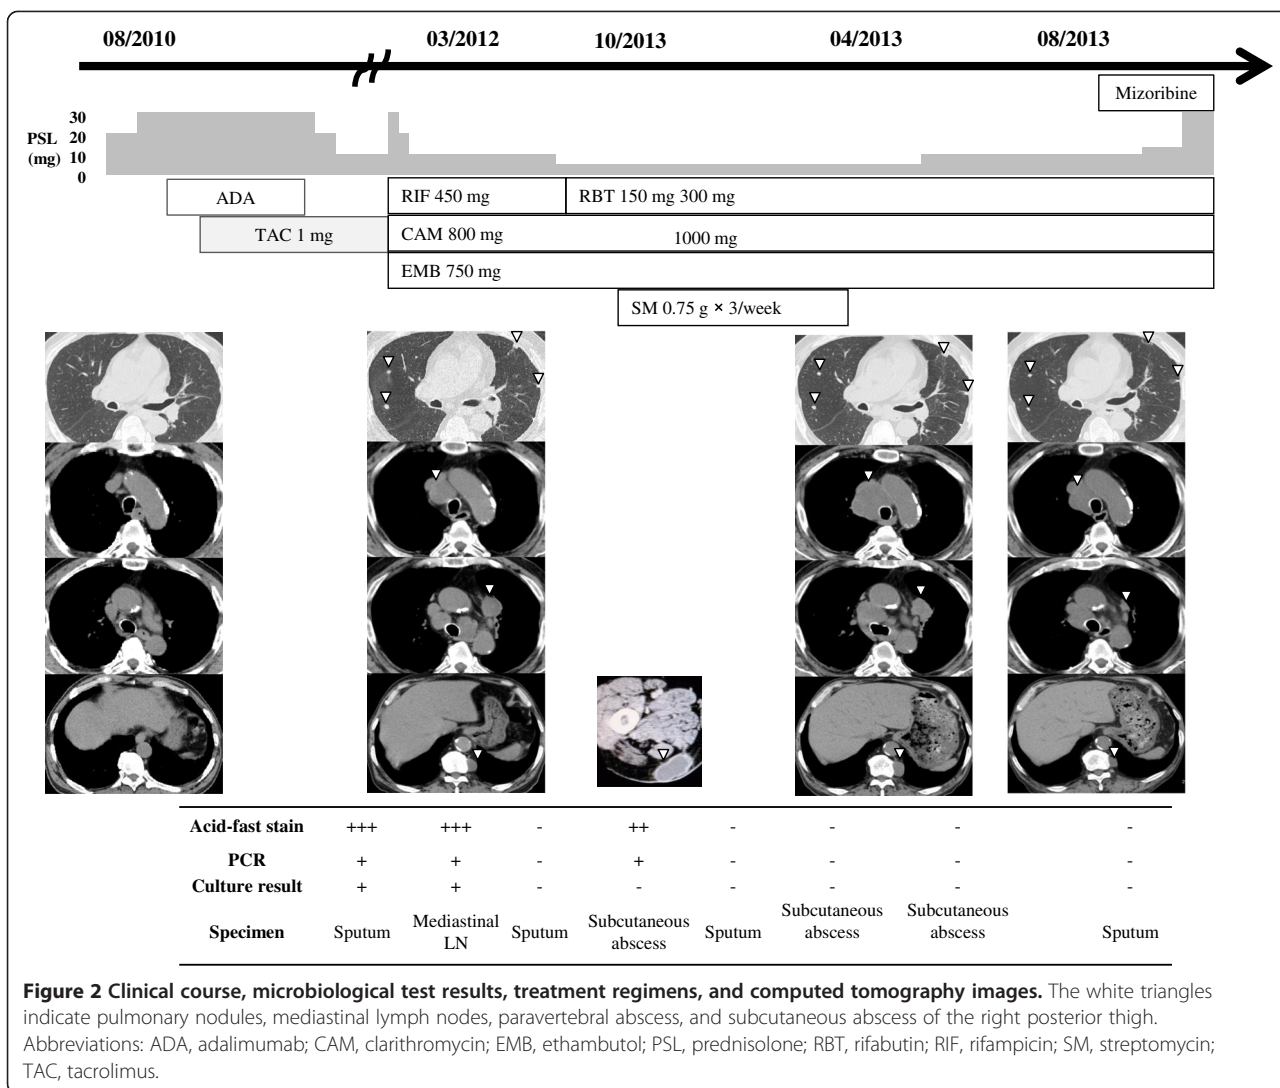 08/2010 03/2012 10/2013 04/2013 08/2013
Mizoribine
PSL
(mg)
30
20
10
0
ADA
RIF 450 mg
RBT 150 mg 300 mg
TAC 1 mg
CAM 800 mg
1000 mg
EMB 750 mg
SM 0.75 g × 3/week
Acid-fast stain +++ +++ - ++ - - - -
PCR + + - + - - - -
Culture result + + - - - - - -
Specimen Sputum Mediastinal LN Sputum Subcutaneous abscess Sputum Subcutaneous abscess Subcutaneous abscess Sputum
Figure 2 Clinical course, microbiological test results, treatment regimens, and computed tomography images. The white triangles
indicate pulmonary nodules, mediastinal lymph nodes, paravertebral abscess, and subcutaneous abscess of the right posterior thigh.
Abbreviations: ADA, adalimumab; CAM, clarithromycin; EMB, ethambutol; PSL, prednisolone; RBT, rifabutin; RIF, rifampicin; SM, streptomycin;
TAC, tacrolimus.